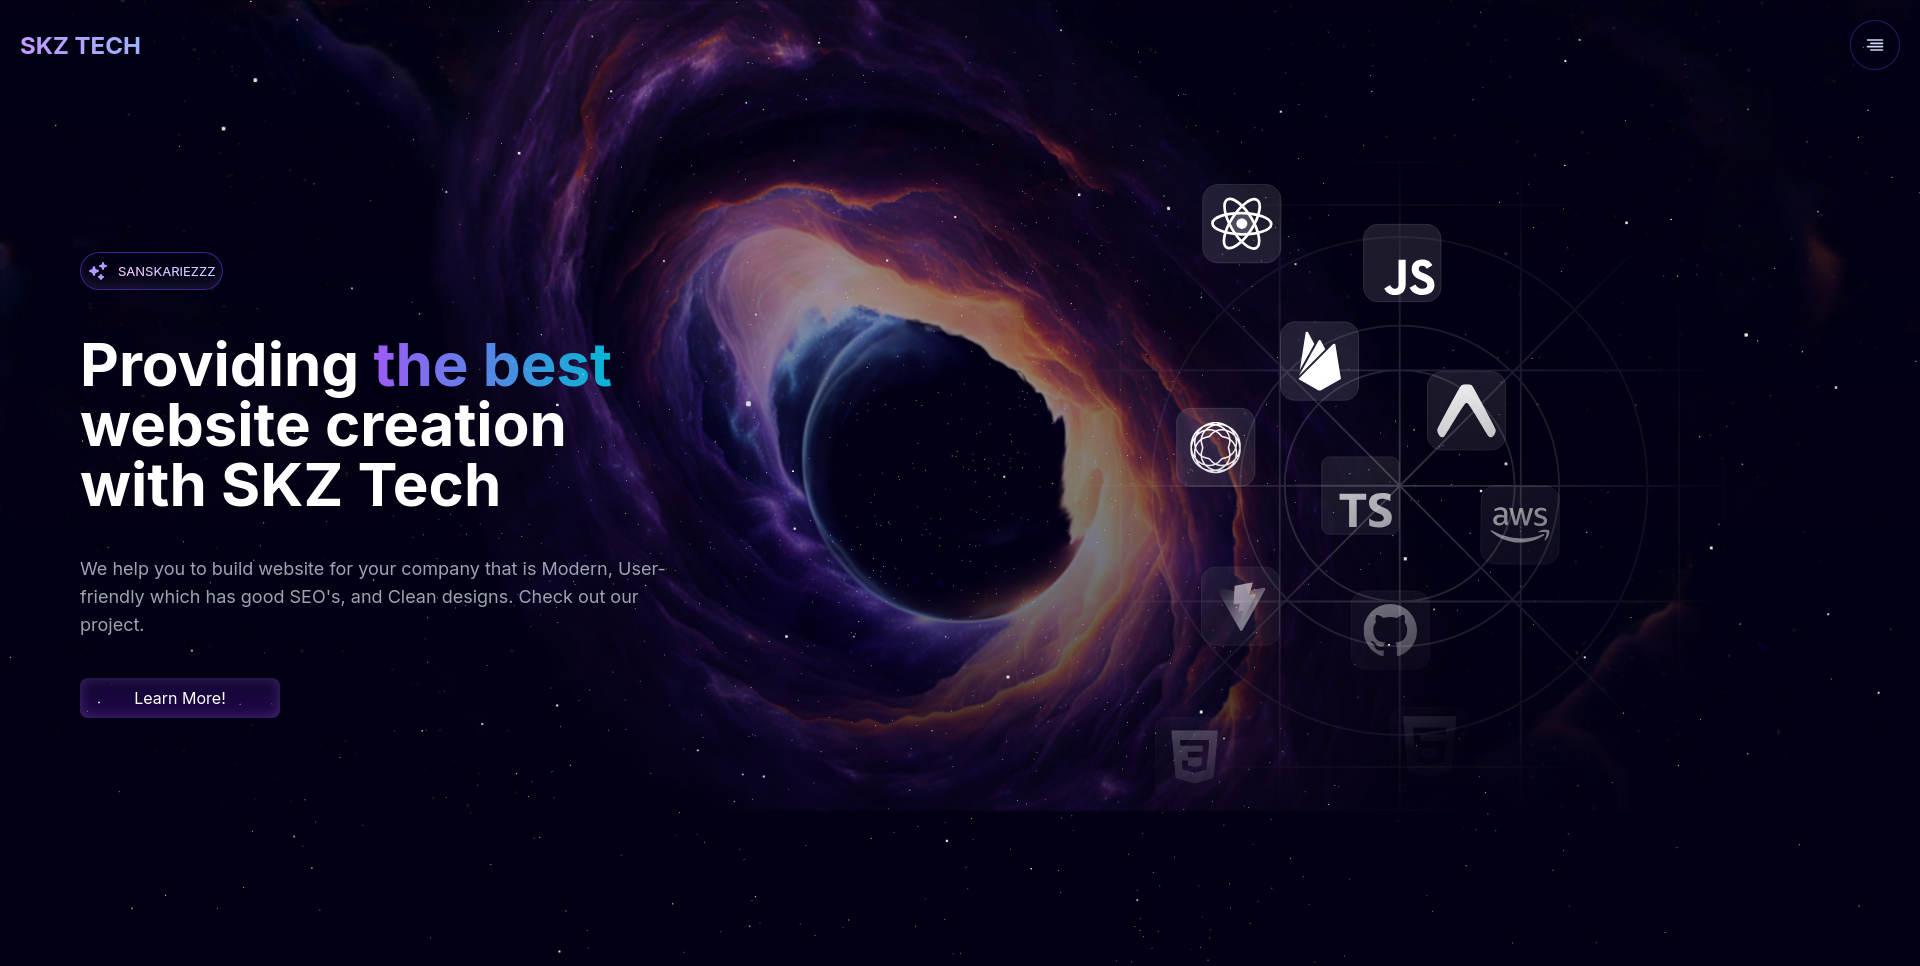 SKZ TECH
SANSKARIEZZZ
Providing the best
website creation
with SKZ Tech
We help you to build website for your company that is Modern, User-
friendly which has good SEO's, and Clean designs. Check out our
project.
Learn More!
JS
TS
aws